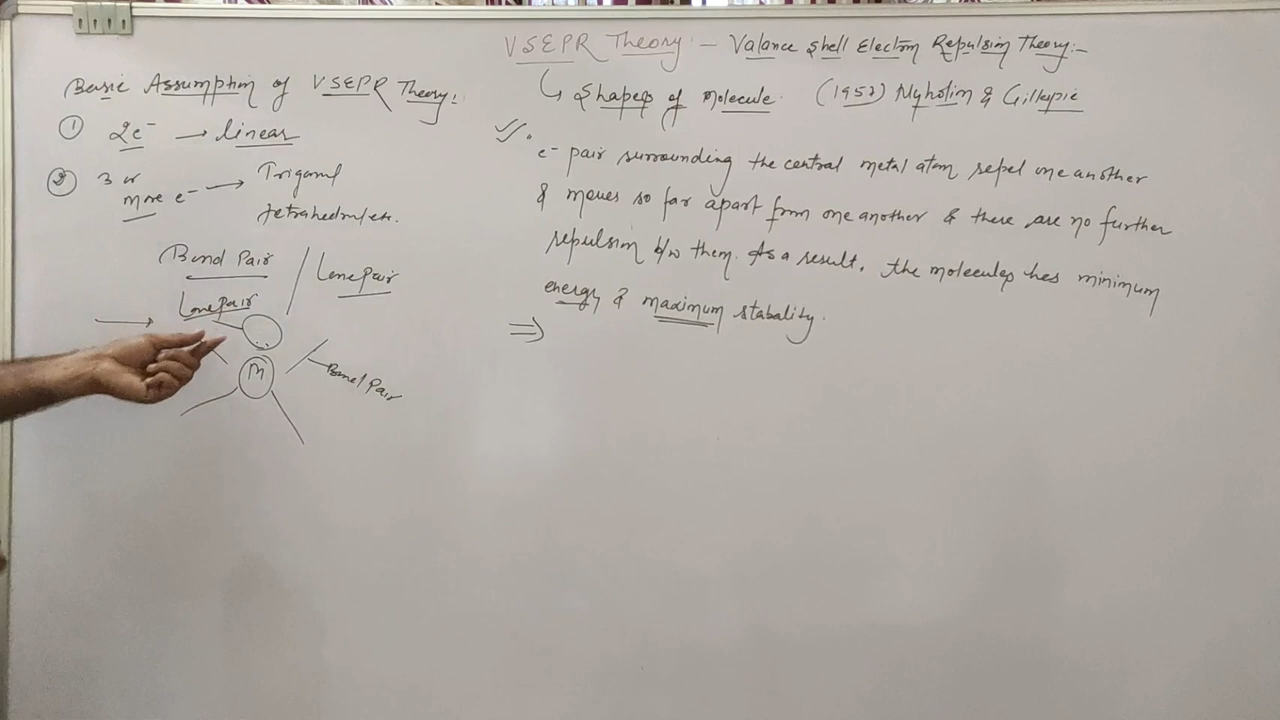 VSEPR Theory :- Valance Shell Electron Repulsion Theory:-
↳ Shapes of Molecule. (1957) Nyholm & Gillespie
e- pair surrounding the central metal atom repel one another
& moves so far apart from one another & there are no further
repulsion b/w them. As a result, the molecules has minimum
energy & maximum stability.
⇒
Basic Assumption of VSEPR Theory:
① 2e- → linear
② 3 or more e- → Trigonal
tetrahedral etc.
Bond Pair / Lone Pair
Lone pair
M
Bond Pair